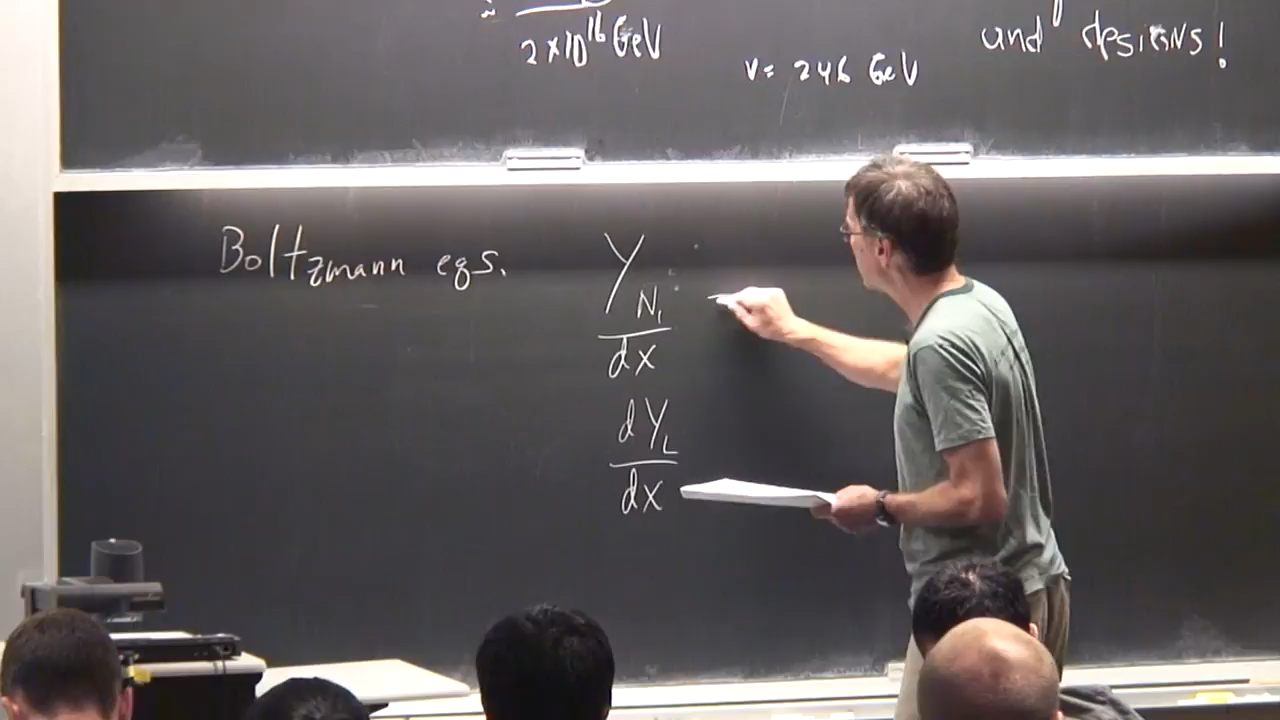 2×10^16 GeV
v= 246 GeV
and designs!
Boltzmann eqs.
Y_N1
dx
dY_L
dx